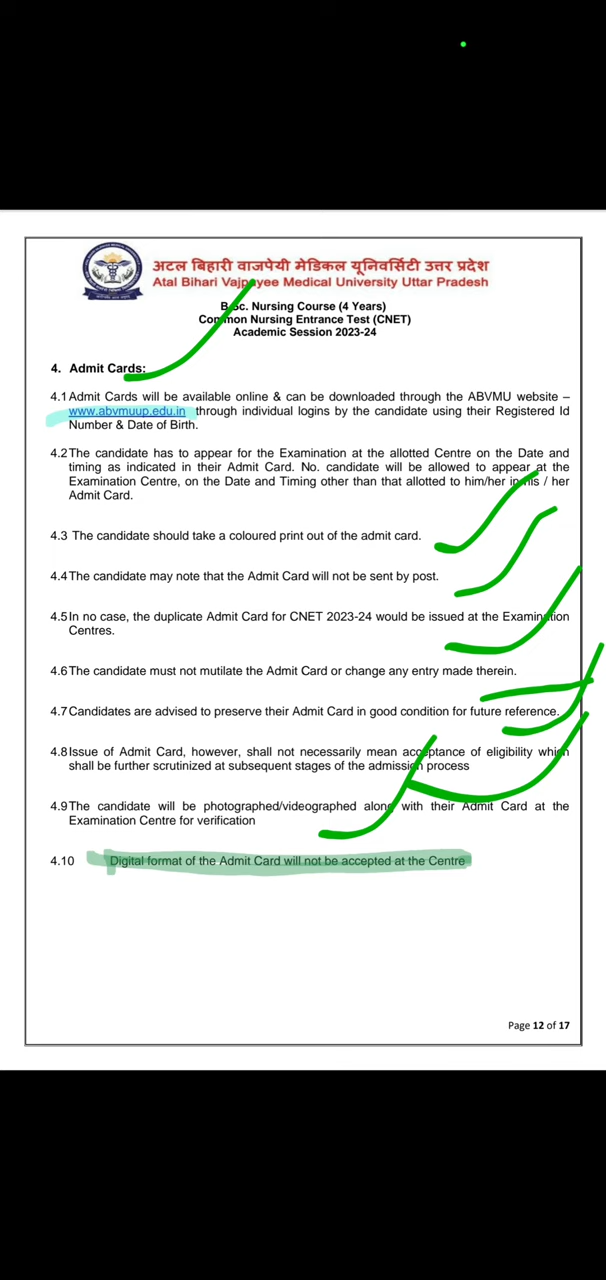 अटल बिहारी वाजपेयी मेडिकल यूनिवर्सिटी उत्तर प्रदेश
Atal Bihari Vajpayee Medical University Uttar Pradesh
B.Sc. Nursing Course (4 Years)
Common Nursing Entrance Test (CNET)
Academic Session 2023-24
4. Admit Cards:
4.1 Admit Cards will be available online & can be downloaded through the ABVMU website –
www.abvmuup.edu.in through individual logins by the candidate using their Registered Id
Number & Date of Birth.
4.2 The candidate has to appear for the Examination at the allotted Centre on the Date and
timing as indicated in their Admit Card. No. candidate will be allowed to appear at the
Examination Centre, on the Date and Timing other than that allotted to him/her in his / her
Admit Card.
4.3 The candidate should take a coloured print out of the admit card.
4.4 The candidate may note that the Admit Card will not be sent by post.
4.5 In no case, the duplicate Admit Card for CNET 2023-24 would be issued at the Examination
Centres.
4.6 The candidate must not mutilate the Admit Card or change any entry made therein.
4.7 Candidates are advised to preserve their Admit Card in good condition for future reference.
4.8 Issue of Admit Card, however, shall not necessarily mean acceptance of eligibility which
shall be further scrutinized at subsequent stages of the admission process
4.9 The candidate will be photographed/videographed along with their Admit Card at the
Examination Centre for verification
4.10 Digital format of the Admit Card will not be accepted at the Centre
Page 12 of 17